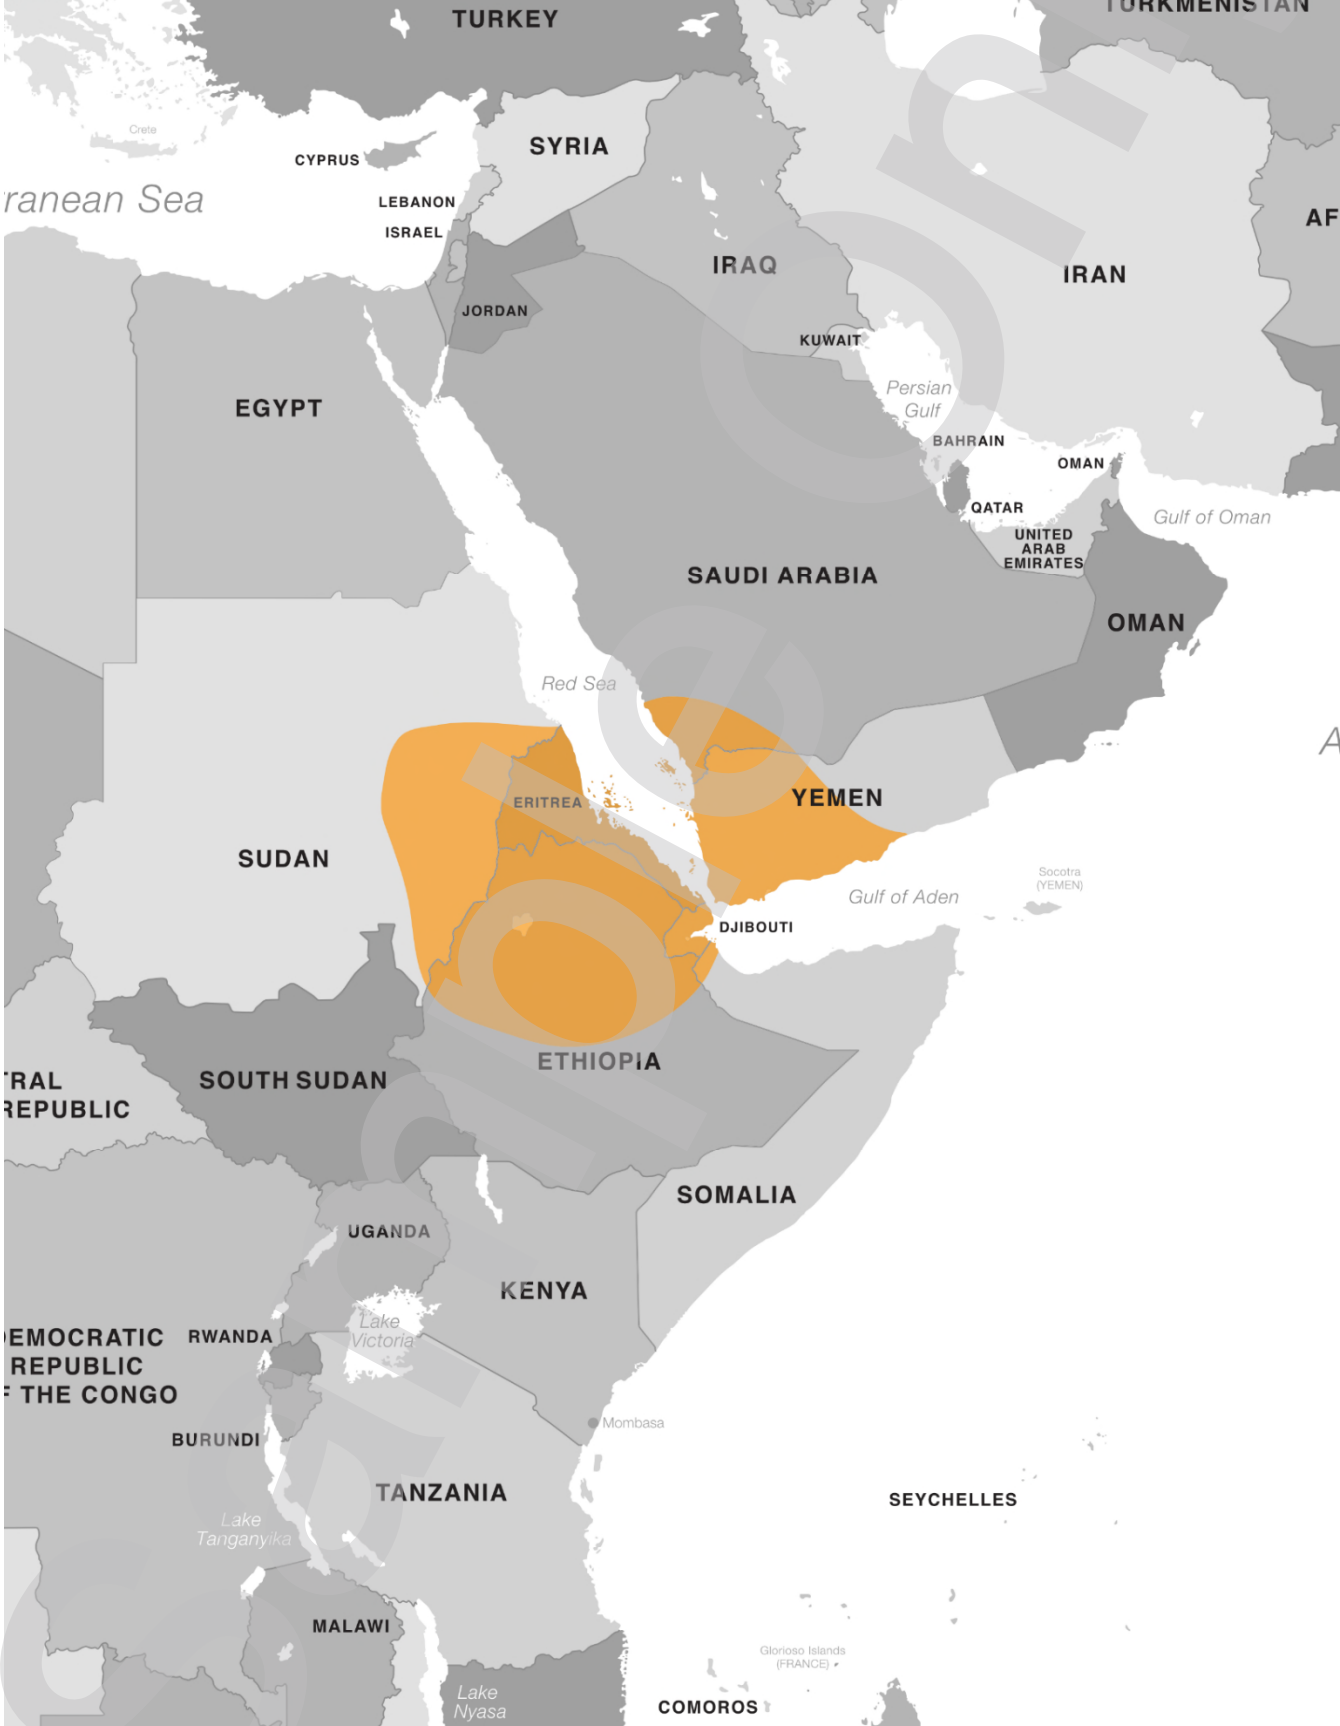 TURKEY
TURKMENISTAN
Crete
CYPRUS
SYRIA
ranean Sea
LEBANON
ISRAEL
AF
IRAQ
IRAN
JORDAN
KUWAIT
EGYPT
Persian
Gulf
BAHRAIN
OMAN
QATAR
Gulf of Oman
UNITED
ARAB
EMIRATES
SAUDI ARABIA
OMAN
Red Sea
A
ERITREA
YEMEN
SUDAN
Socotra
(YEMEN)
Gulf of Aden
DJIBOUTI
ETHIOPIA
TRAL
REPUBLIC
SOUTH SUDAN
SOMALIA
UGANDA
KENYA
Lake
Victoria
DEMOCRATIC
REPUBLIC
F THE CONGO
RWANDA
Mombasa
BURUNDI
TANZANIA
SEYCHELLES
Lake
Tanganyika
MALAWI
Glorioso Islands
(FRANCE)
Lake
Nyasa
COMOROS